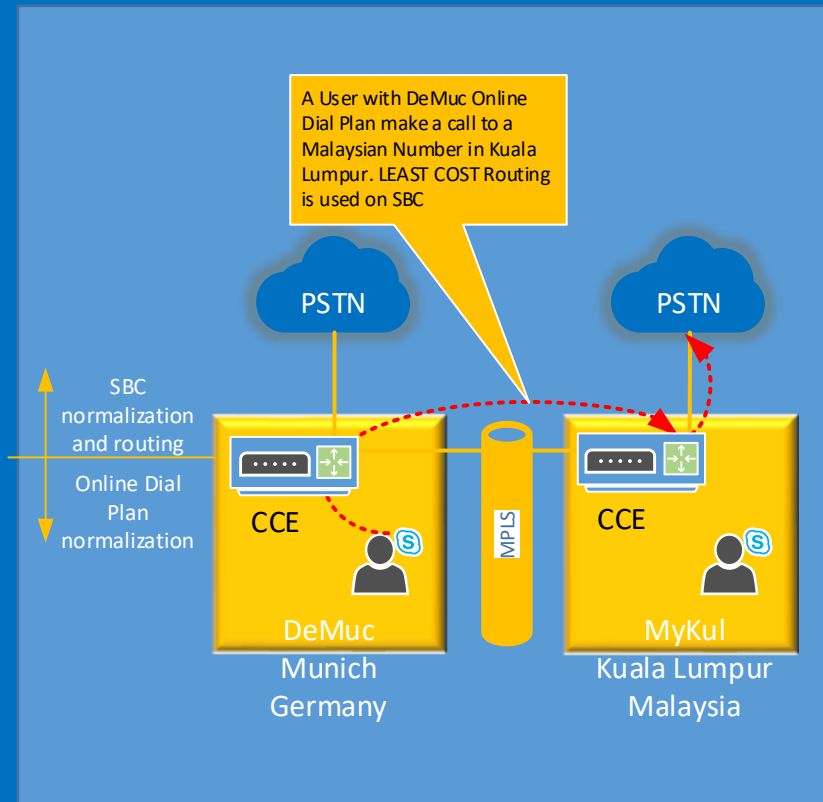 A User with DeMuc Online
Dial Plan make a call to a
Malaysian Number in Kuala
Lumpur. LEAST COST Routing
is used on SBC
PSTN
PSTN
SBC
normalization
and routing
Online Dial
Plan
normalization
CCE
S
MPLS
CCE
S
DeMuc
Munich
Germany
MyKul
Kuala Lumpur
Malaysia